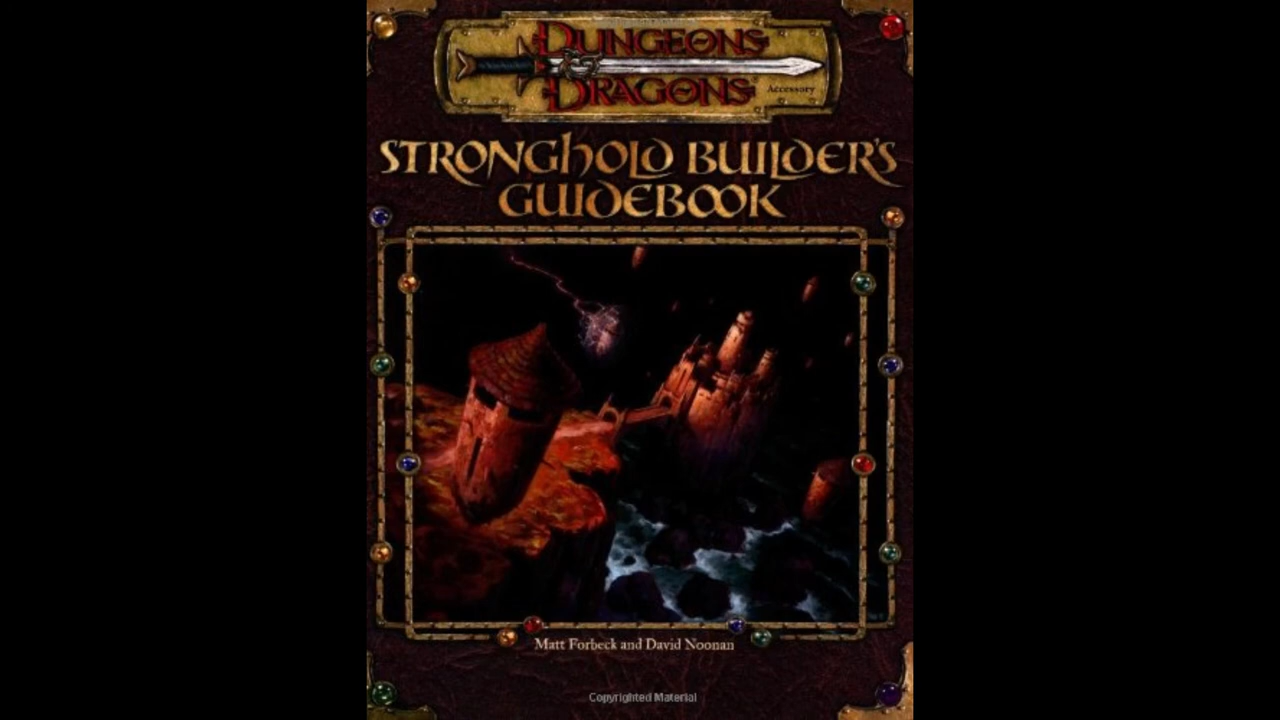 DUNGEONS
DRAGONS
Accessory
STRONGHOLD BUILDER'S
GUIDEBOOK
Matt Forbeck and David Noonan
Copyrighted Material